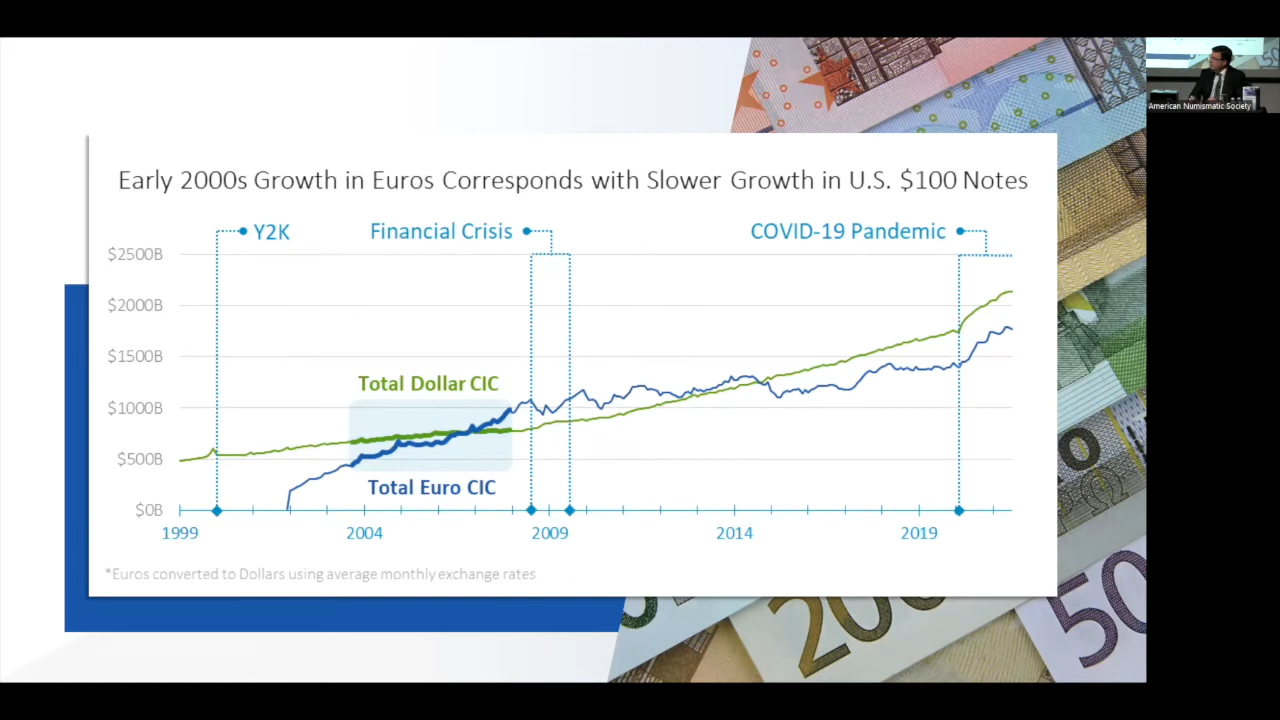 American Numismatic Society
Early 2000s Growth in Euros Corresponds with Slower Growth in U.S. $100 Notes
Y2K
Financial Crisis
COVID-19 Pandemic
$2500B
$2000B
$1500B
$1000B
$500B
$0B
Total Dollar CIC
Total Euro CIC
1999
2004
2009
2014
2019
*Euros converted to Dollars using average monthly exchange rates
200
50